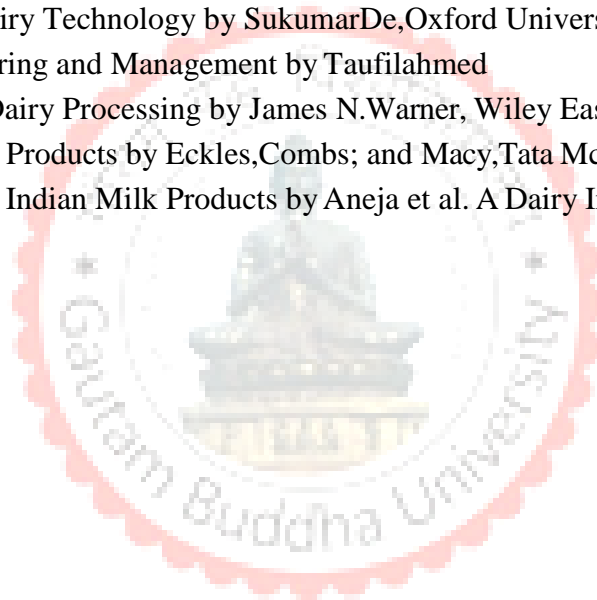 iry Technology by SukumarDe,Oxford Univers
ring and Management by Taufilahmed
Dairy Processing by James N.Warner, Wiley Eas
Products by Eckles,Combs; and Macy,Tata Mc
Indian Milk Products by Aneja et al. A Dairy I
* Gautam Buddha University *